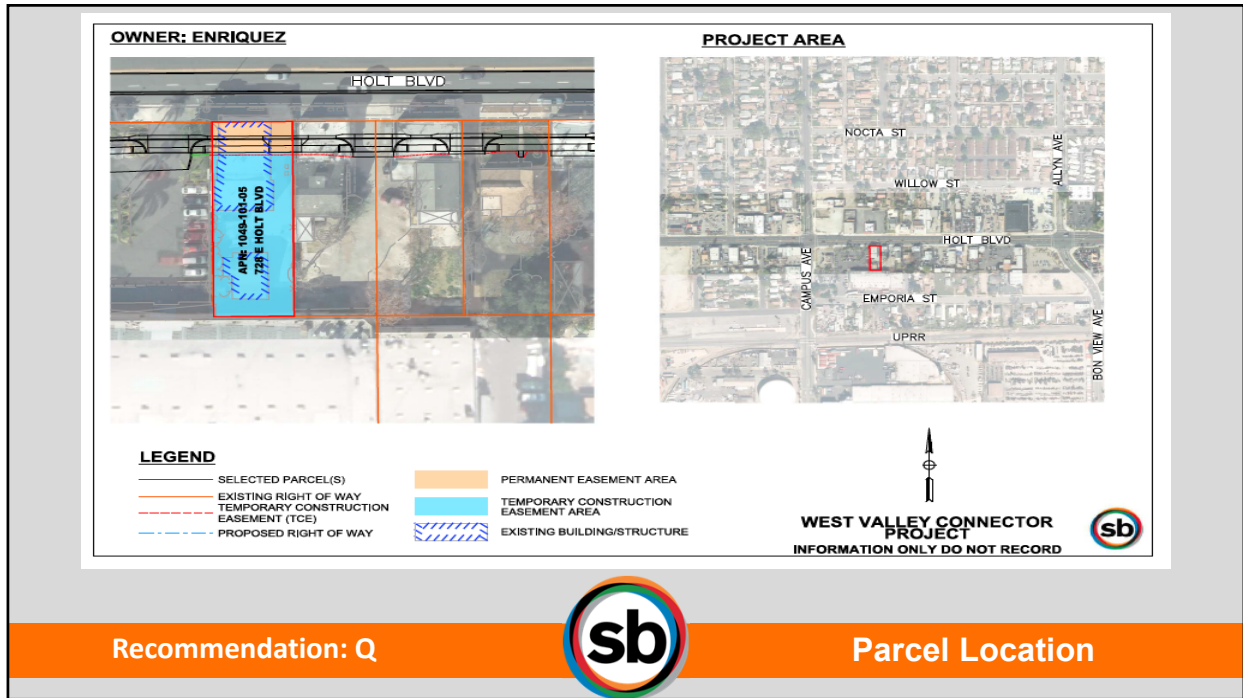 OWNER: ENRIQUEZ
HOLT BLVD
APN: 1049-101-05
728 E HOLT BLVD
PROJECT AREA
NOCTA ST
ALLYN AVE
WILLOW ST
HOLT BLVD
CAMPUS AVE
EMPORIA ST
UPRR
BON VIEW AVE
LEGEND
SELECTED PARCEL(S)
EXISTING RIGHT OF WAY
TEMPORARY CONSTRUCTION
EASEMENT (TCE)
PROPOSED RIGHT OF WAY
PERMANENT EASEMENT AREA
TEMPORARY CONSTRUCTION
EASEMENT AREA
EXISTING BUILDING/STRUCTURE
WEST VALLEY CONNECTOR
PROJECT
INFORMATION ONLY DO NOT RECORD
sb
Recommendation: Q
sb
Parcel Location